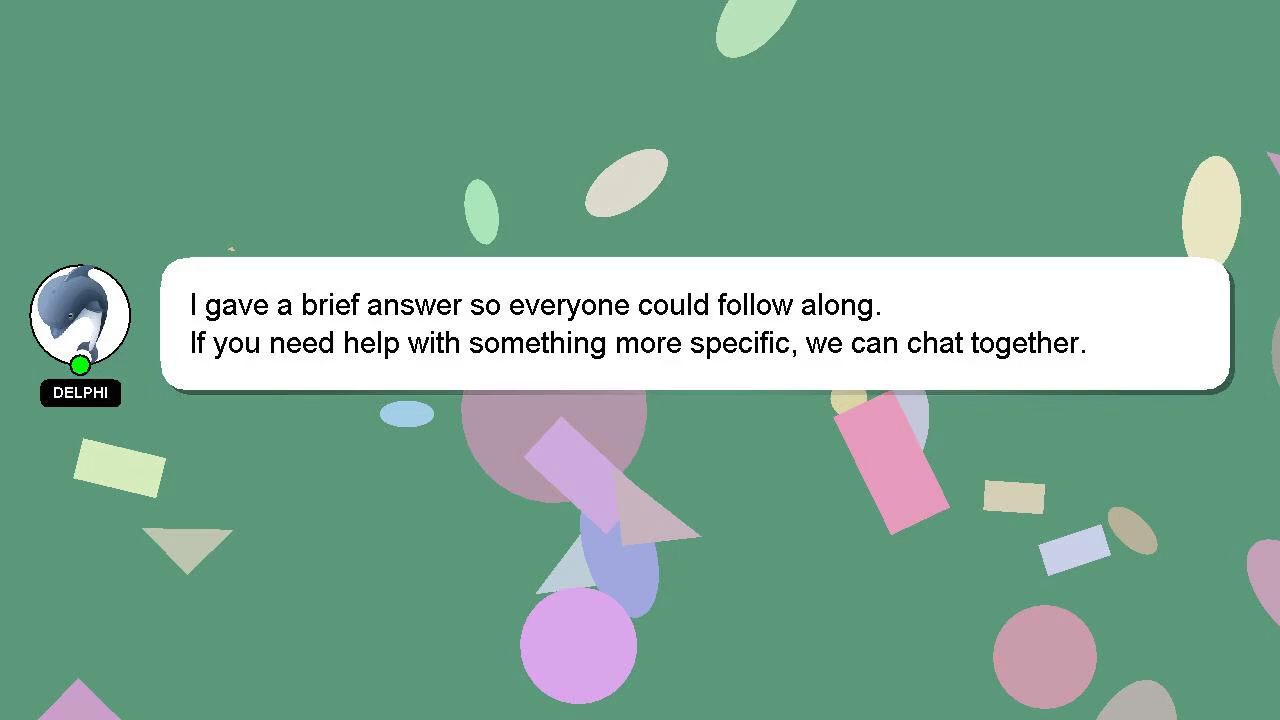 I gave a brief answer so everyone could follow along.
If you need help with something more specific, we can chat together.
DELPHI